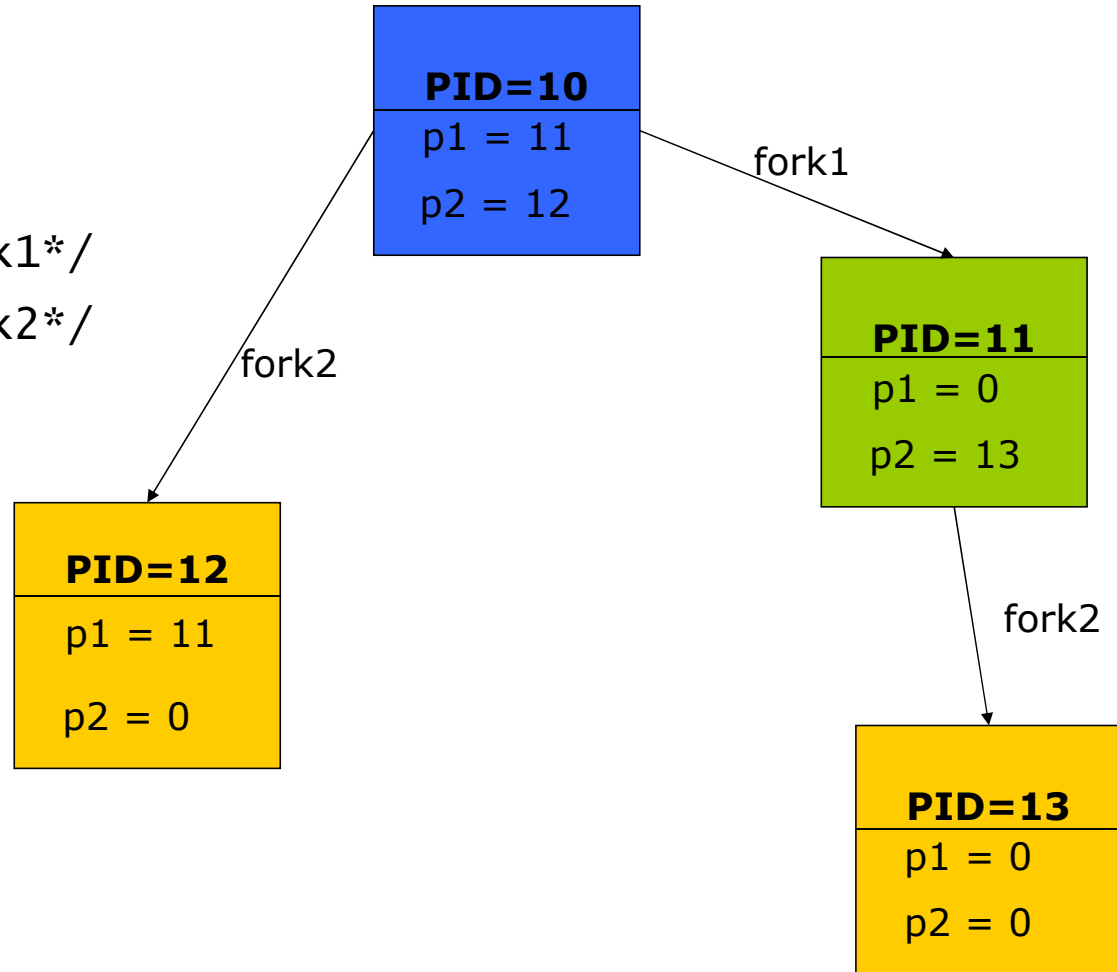 PID=10
p1 = 11
p2 = 12
fork1
k1*/
k2*/
fork2
PID=11
p1 = 0
p2 = 13
PID=12
p1 = 11
p2 = 0
fork2
PID=13
p1 = 0
p2 = 0